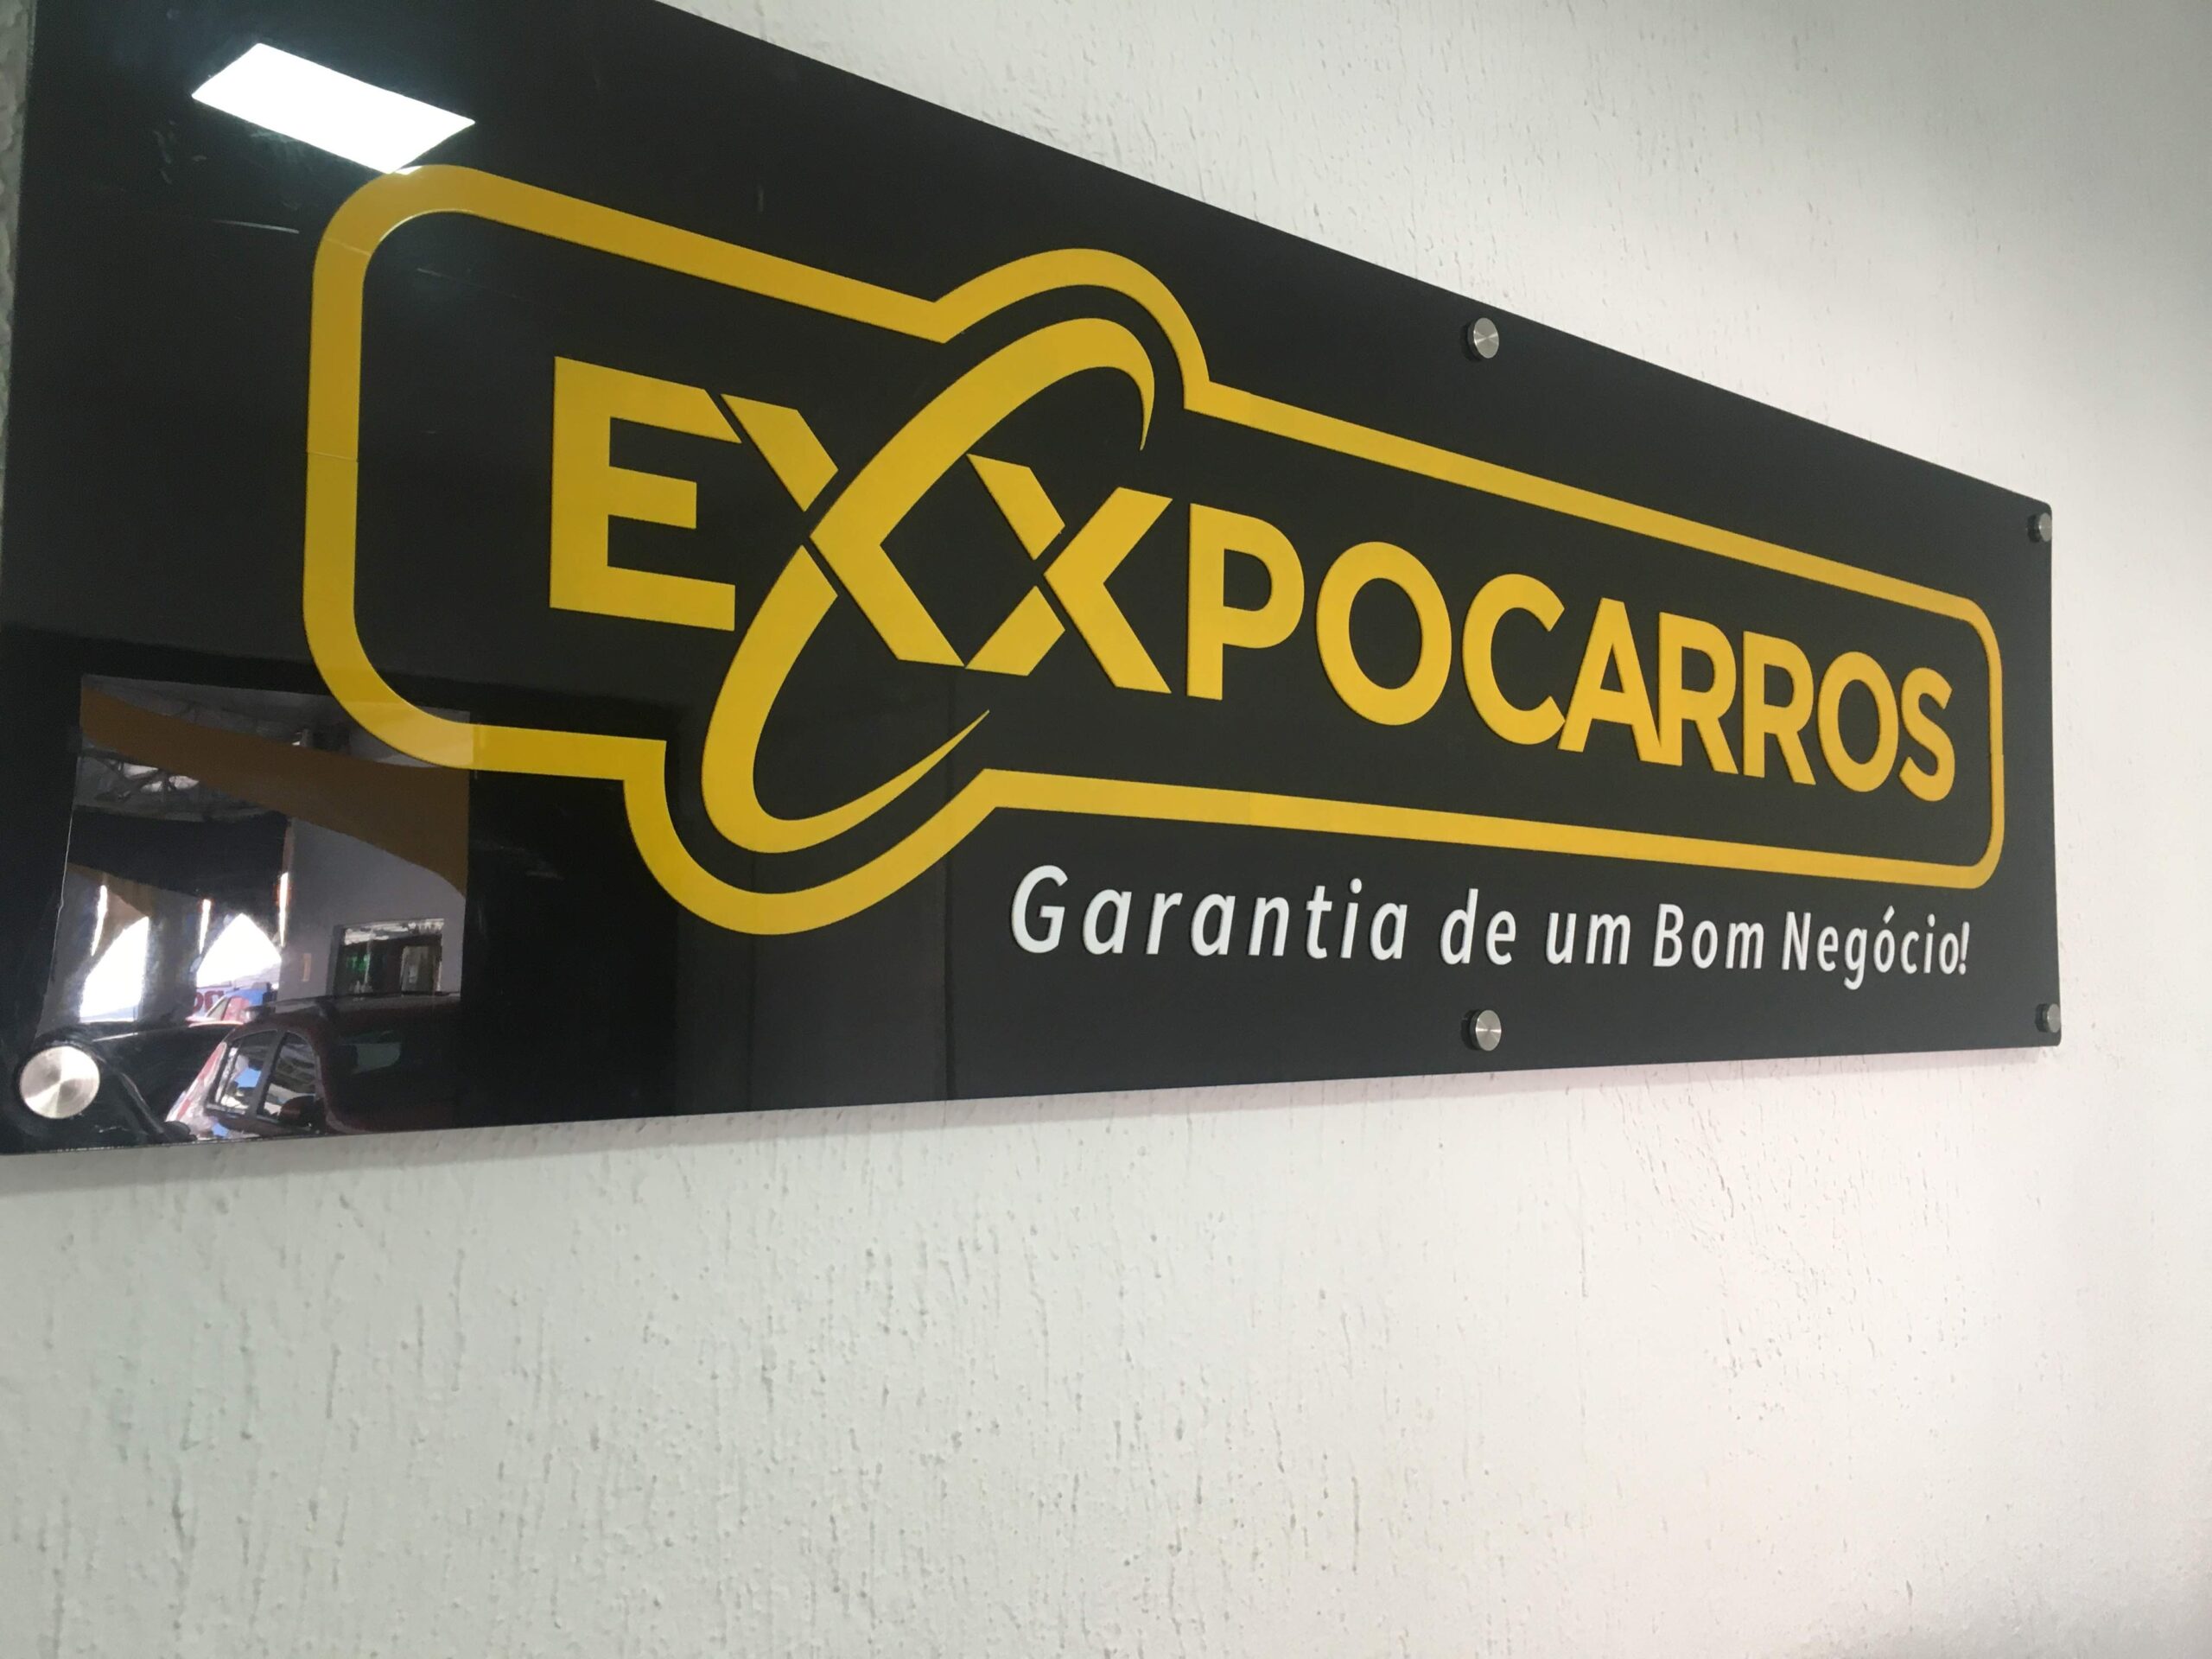 EXXPOCARROS
Garantia de um Bom Negócio!